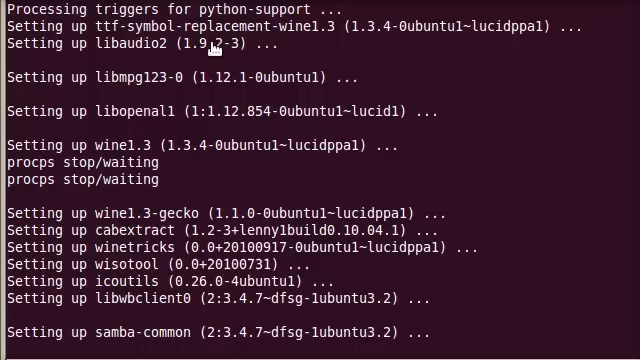 Processing triggers for python-support ...
Setting up ttf-symbol-replacement-wine1.3 (1.3.4-0ubuntu1~lucidppa1) ...
Setting up libaudio2 (1.9.2-3) ...
Setting up libmpg123-0 (1.12.1-0ubuntu1) ...
Setting up libopenal1 (1:1.12.854-0ubuntu1~lucid1) ...
Setting up wine1.3 (1.3.4-0ubuntu1~lucidppa1) ...
procps stop/waiting
procps stop/waiting
Setting up wine1.3-gecko (1.1.0-0ubuntu1~lucidppa1) ...
Setting up cabextract (1.2-3+lenny1build0.10.04.1) ...
Setting up winetricks (0.0+20100917-0ubuntu1~lucidppa1) ...
Setting up wisotool (0.0+20100731) ...
Setting up icoutils (0.26.0-4ubuntu1) ...
Setting up libwbclient0 (2:3.4.7~dfsg-1ubuntu3.2) ...
Setting up samba-common (2:3.4.7~dfsg-1ubuntu3.2) ...